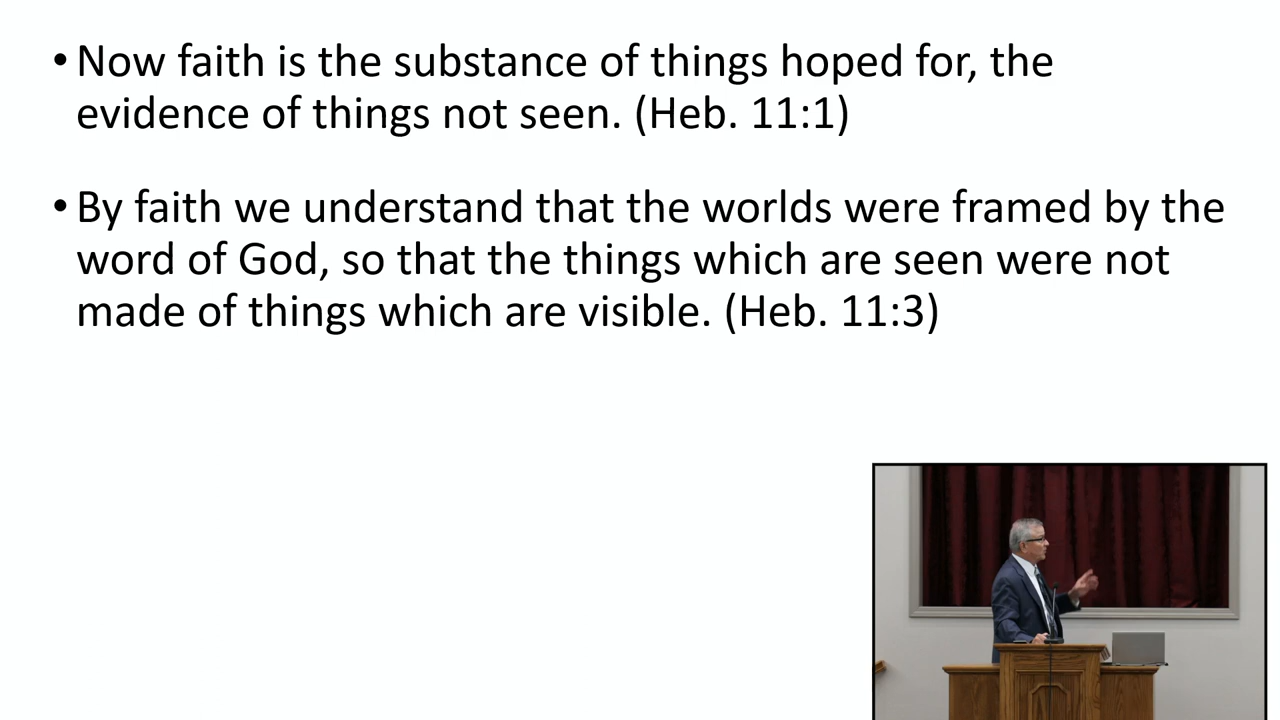 • Now faith is the substance of things hoped for, the
evidence of things not seen. (Heb. 11:1)
• By faith we understand that the worlds were framed by the
word of God, so that the things which are seen were not
made of things which are visible. (Heb. 11:3)